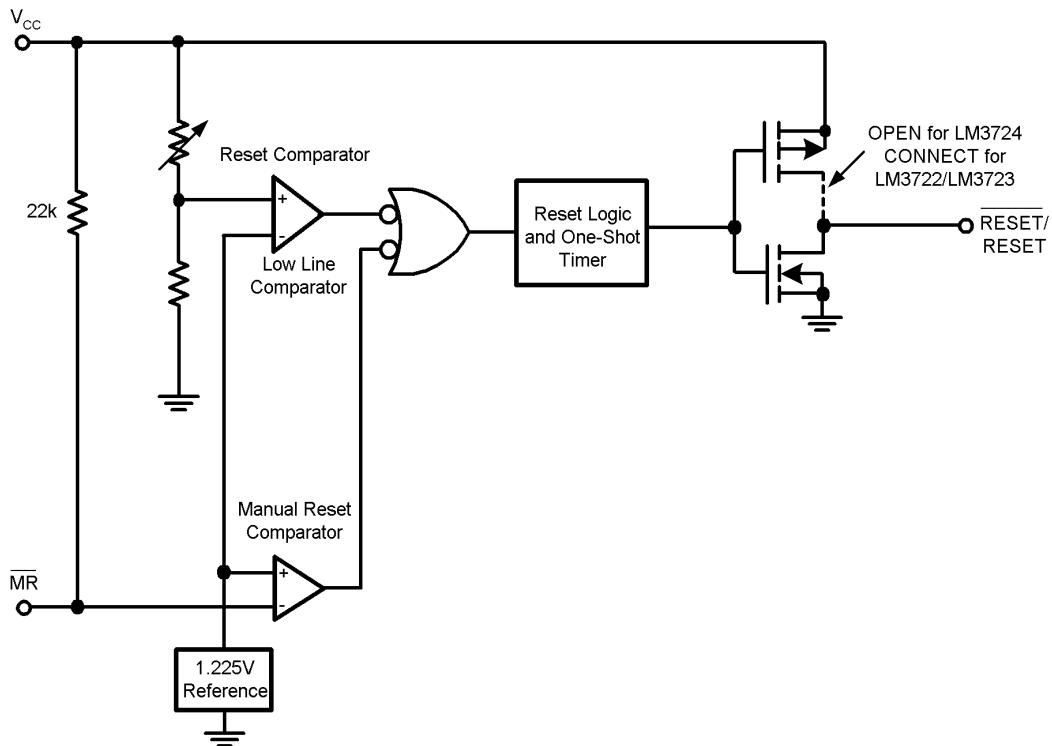 VCC
OPEN for LM3724
CONNECT for
LM3722/LM3723
Reset Comparator
22k
+
-
Low Line
Comparator
Reset Logic
and One-Shot
Timer
RESET/
RESET
Manual Reset
Comparator
MR
+
-
1.225V
Reference